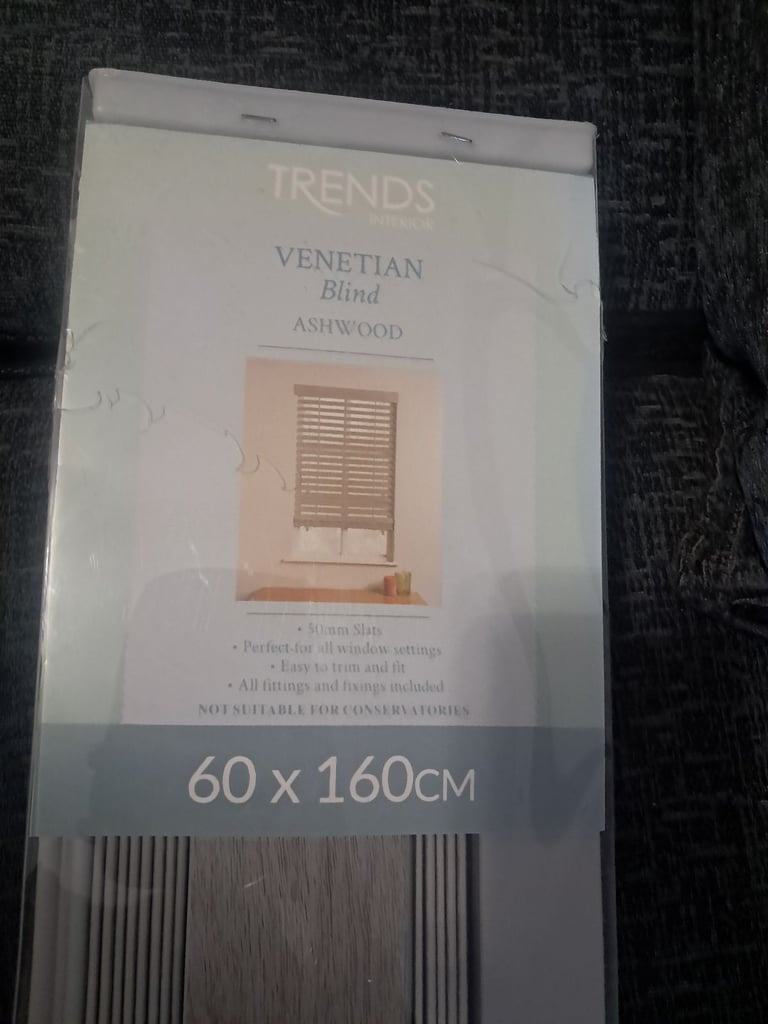 TRENDS
INTERIOR
VENETIAN
Blind
ASHWOOD
• 50mm Slats
• Perfect for all window settings
• Easy to trim and fit
• All fittings and fixings included
NOT SUITABLE FOR CONSERVATORIES
60 x 160CM